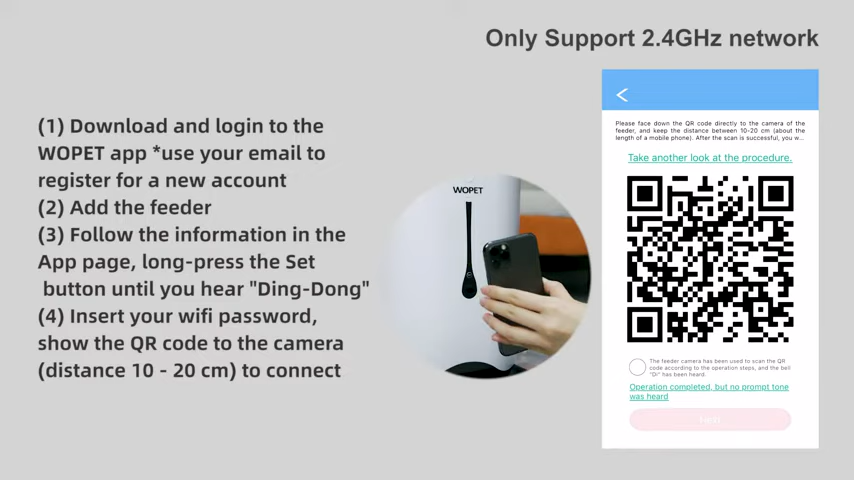 Only Support 2.4GHz network
(1) Download and login to the
WOPET app *use your email to
register for a new account
(2) Add the feeder
(3) Follow the information in the
App page, long-press the Set
button until you hear "Ding-Dong"
(4) Insert your wifi password,
show the QR code to the camera
(distance 10 - 20 cm) to connect
WOPET
Please face down the QR code directly to the camera of the
feeder, and keep the distance between 10-20 cm (about the
length of a mobile phone). After the scan is successful, you w...
Take another look at the procedure.
The feeder camera has been used to scan the QR
code according to the operation steps, and the bell
"Di" has been heard.
Operation completed, but no prompt tone
was heard
Next